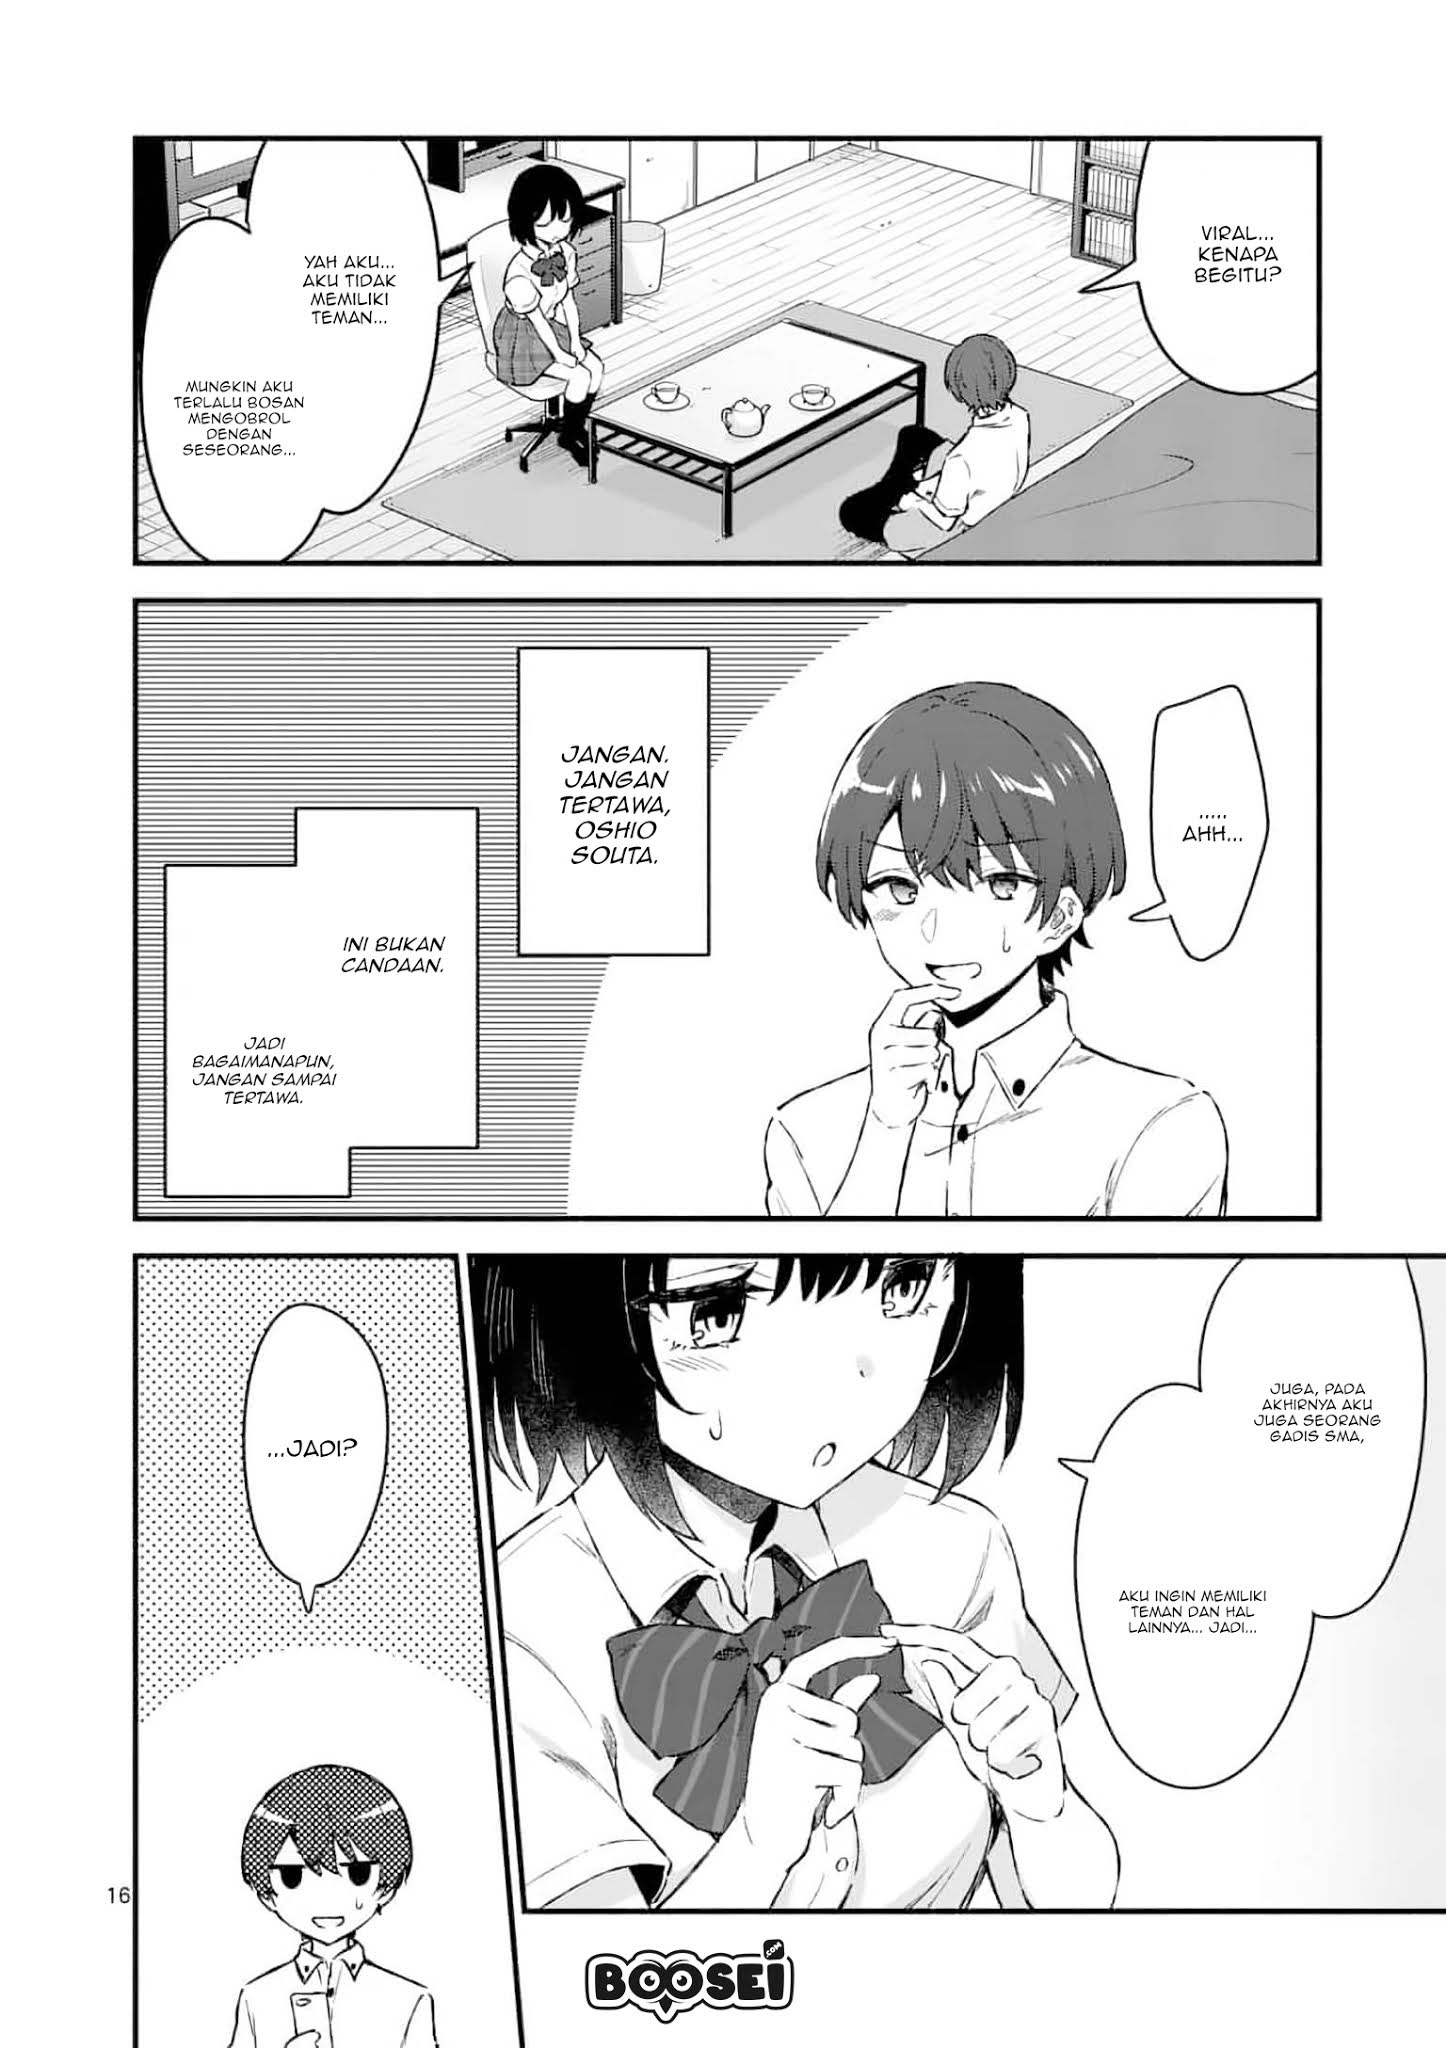 VIRAL...
KENAPA
BEGITU?
YAH AKU...
AKU TIDAK
MEMILIKI
TEMAN...
MUNGKIN AKU
TERLALU BOSAN
MENGOBROL
DENGAN
SESEORANG...
.....
AHH...
JANGAN.
JANGAN
TERTAWA,
OSHIO
SOUTA.
INI BUKAN
CANDAAN.
JADI
BAGAIMANAPUN,
JANGAN SAMPAI
TERTAWA.
JUGA, PADA
AKHIRNYA AKU
JUGA SEORANG
GADIS SMA,
AKU INGIN MEMILIKI
TEMAN DAN HAL
LAINNYA... JADI...
...JADI?
16
BOOSEI
.COM